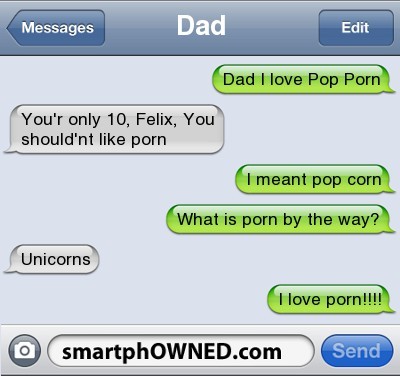 Messages
Dad
Edit
Dad I love Pop Porn
You'r only 10, Felix, You
should'nt like porn
I meant pop corn
What is porn by the way?
Unicorns
I love porn!!!!
smartphOWNED.com
Send